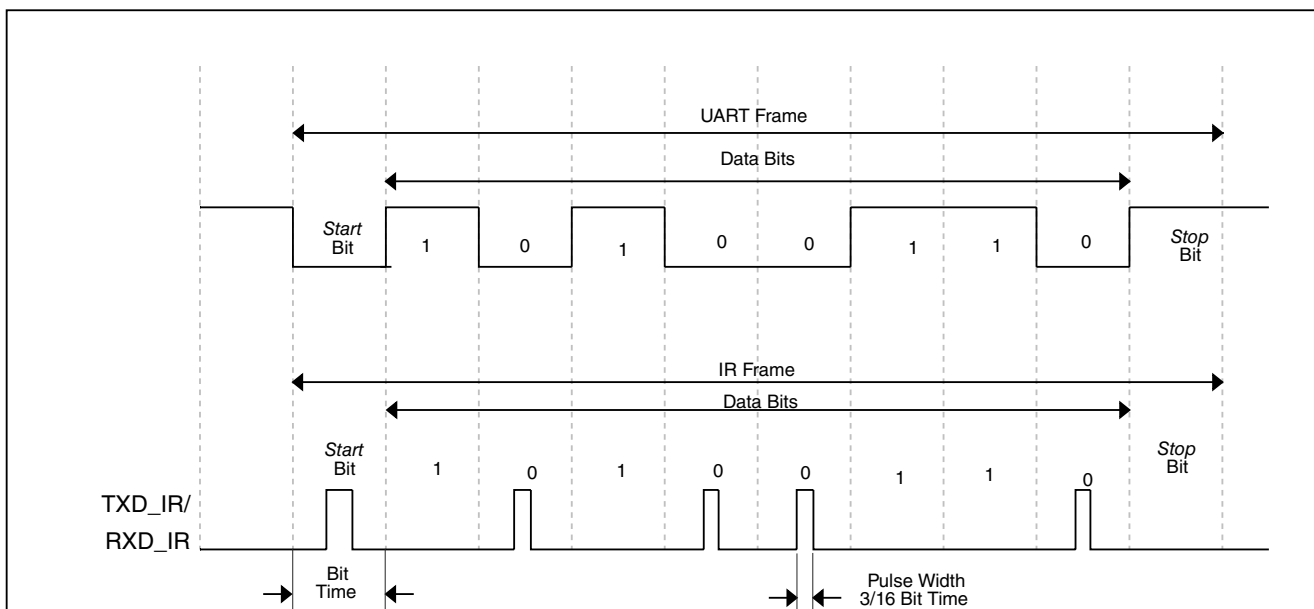 UART Frame
Data Bits
Start
Bit
1 0 1 0 0 1 1 0
Stop
Bit
IR Frame
Data Bits
Start
Bit
1 0 1 0 0 1 1 0
Stop
Bit
TXD_IR/
RXD_IR
Bit
Time
Pulse Width
3/16 Bit Time